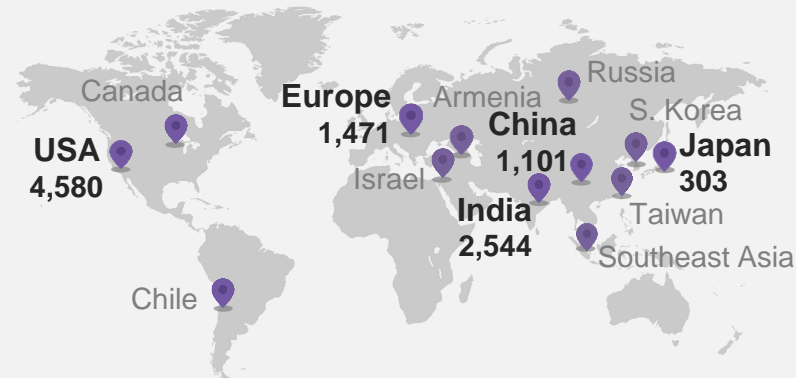 Canada
USA
4,580
Chile
Europe
1,471
Armenia
Israel
Russia
China
1,101
India
2,544
S. Korea
Japan
303
Taiwan
Southeast Asia